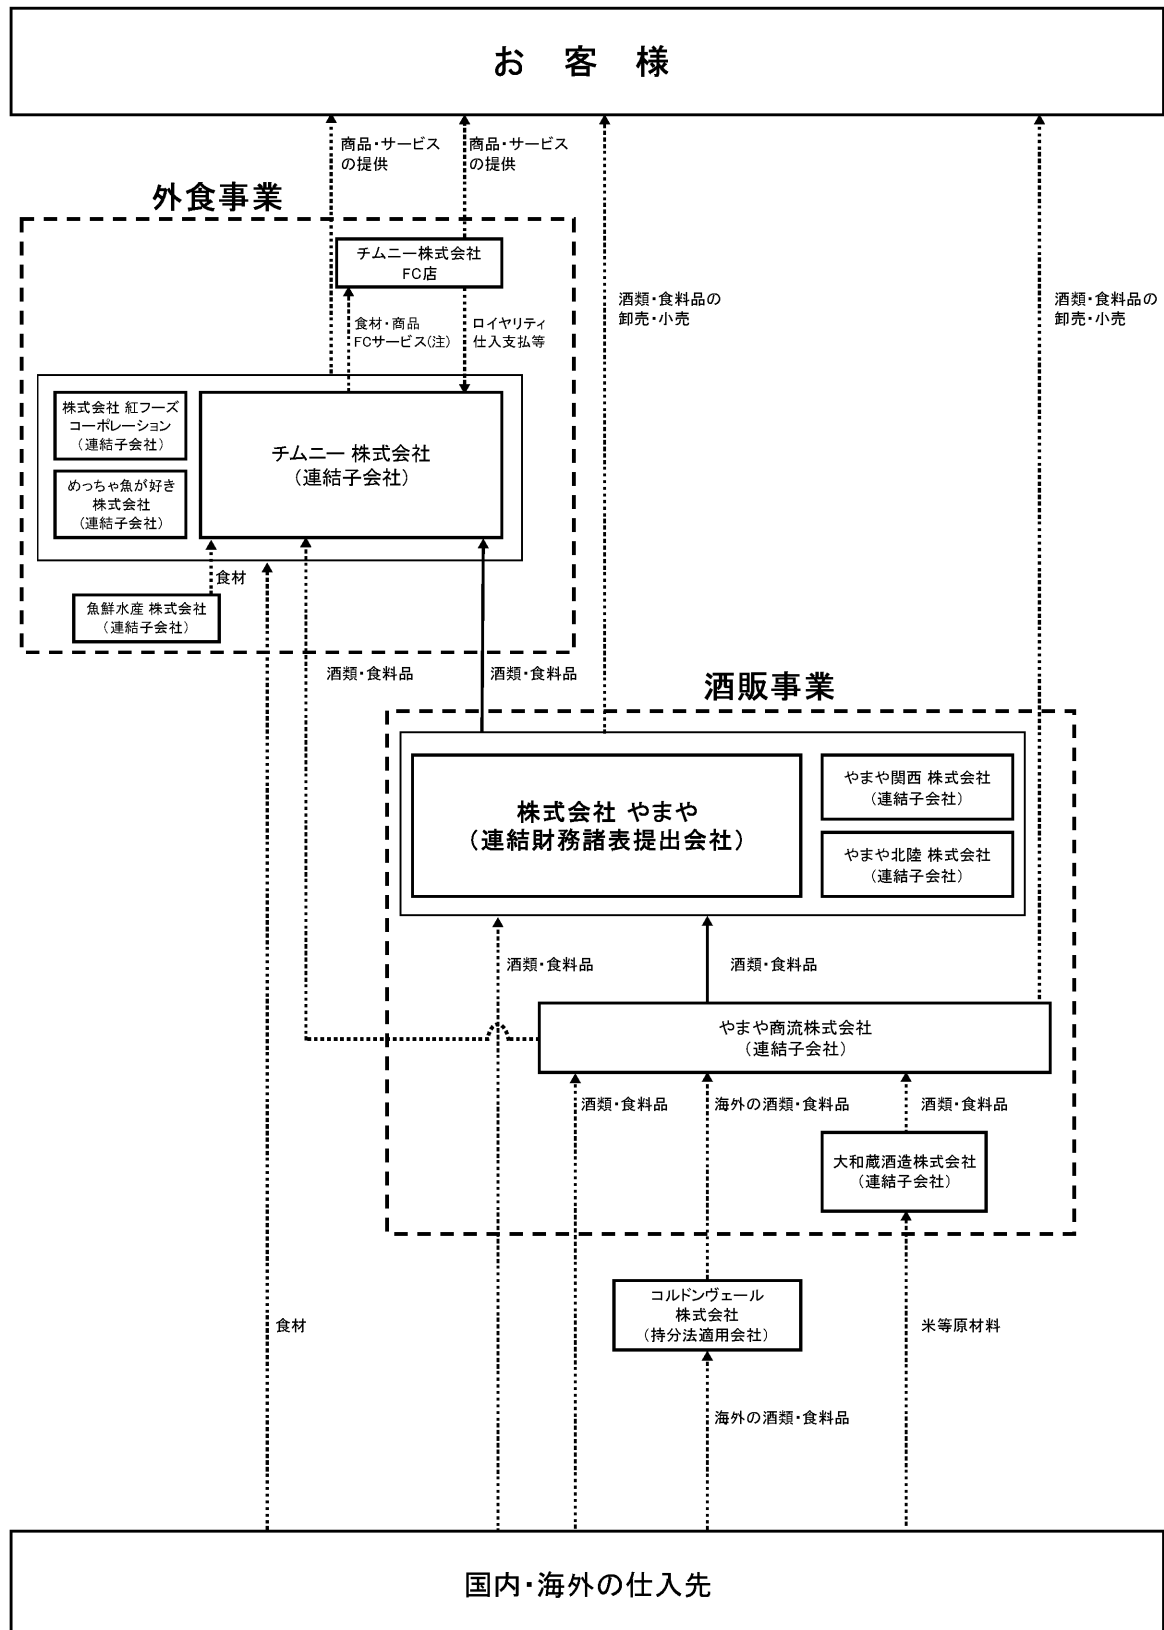 お 客 様
商品・サービス
の提供
商品・サービス
の提供
外食事業
チムニー株式会社
FC店
酒類・食料品の
卸売・小売
酒類・食料品の
卸売・小売
食材・商品
FCサービス(注)
ロイヤリティ
仕入支払等
株式会社 紅フーズ
コーポレーション
(連結子会社)
チムニー 株式会社
(連結子会社)
めっちゃ魚が好き
株式会社
(連結子会社)
食材
魚鮮水産 株式会社
(連結子会社)
酒類・食料品
酒類・食料品
酒販事業
株式会社 やまや
(連結財務諸表提出会社)
やまや関西 株式会社
(連結子会社)
やまや北陸 株式会社
(連結子会社)
酒類・食料品
酒類・食料品
やまや商流株式会社
(連結子会社)
酒類・食料品
海外の酒類・食料品
酒類・食料品
大和蔵酒造株式会社
(連結子会社)
コルドンヴェール
株式会社
(持分法適用会社)
食材
米等原材料
海外の酒類・食料品
国内・海外の仕入先